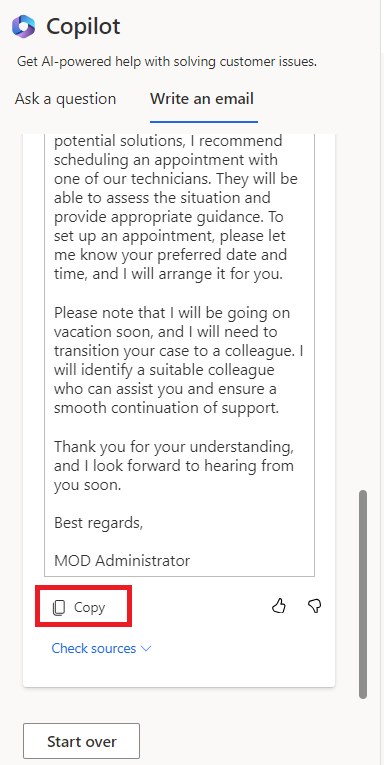 Copilot
Get AI-powered help with solving customer issues.
Ask a question Write an email
potential solutions, I recommend
scheduling an appointment with
one of our technicians. They will be
able to assess the situation and
provide appropriate guidance. To
set up an appointment, please let
me know your preferred date and
time, and I will arrange it for you.
Please note that I will be going on
vacation soon, and I will need to
transition your case to a colleague. I
will identify a suitable colleague
who can assist you and ensure a
smooth continuation of support.
Thank you for your understanding,
and I look forward to hearing from
you soon.
Best regards,
MOD Administrator
Copy
Check sources
Start over